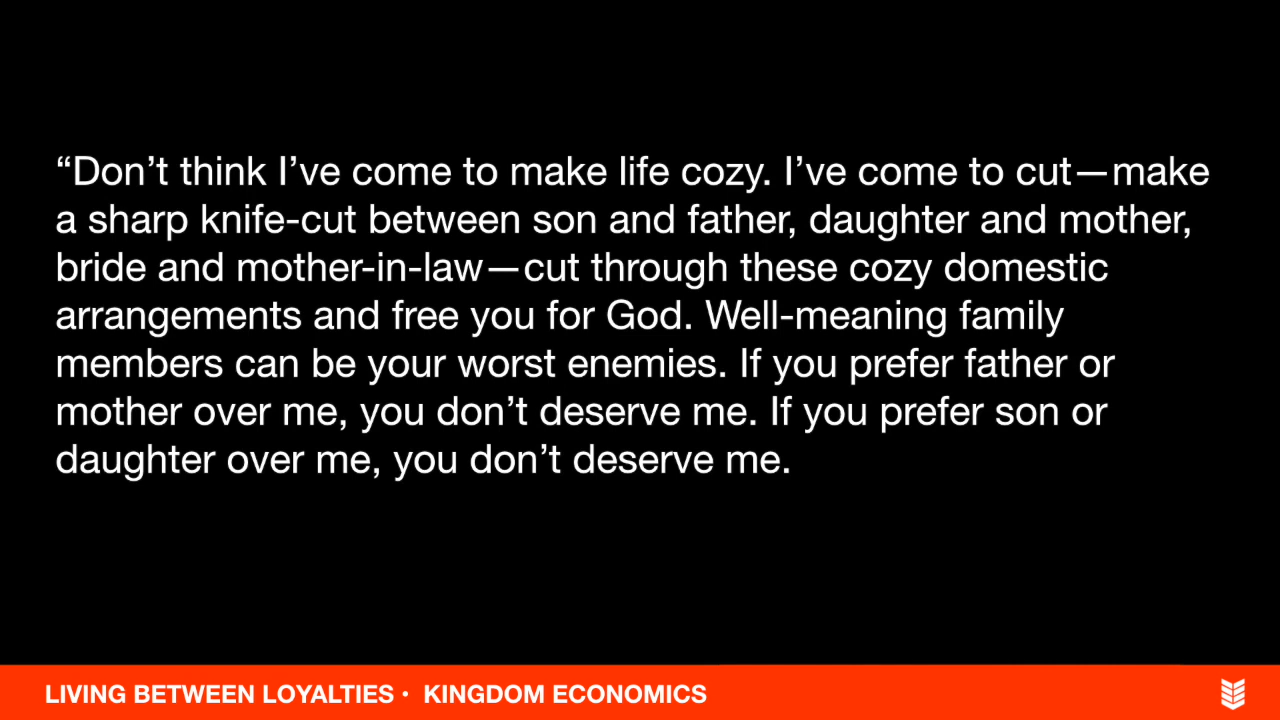 “Don’t think I’ve come to make life cozy. I’ve come to cut—make
a sharp knife-cut between son and father, daughter and mother,
bride and mother-in-law—cut through these cozy domestic
arrangements and free you for God. Well-meaning family
members can be your worst enemies. If you prefer father or
mother over me, you don’t deserve me. If you prefer son or
daughter over me, you don’t deserve me.
LIVING BETWEEN LOYALTIES • KINGDOM ECONOMICS